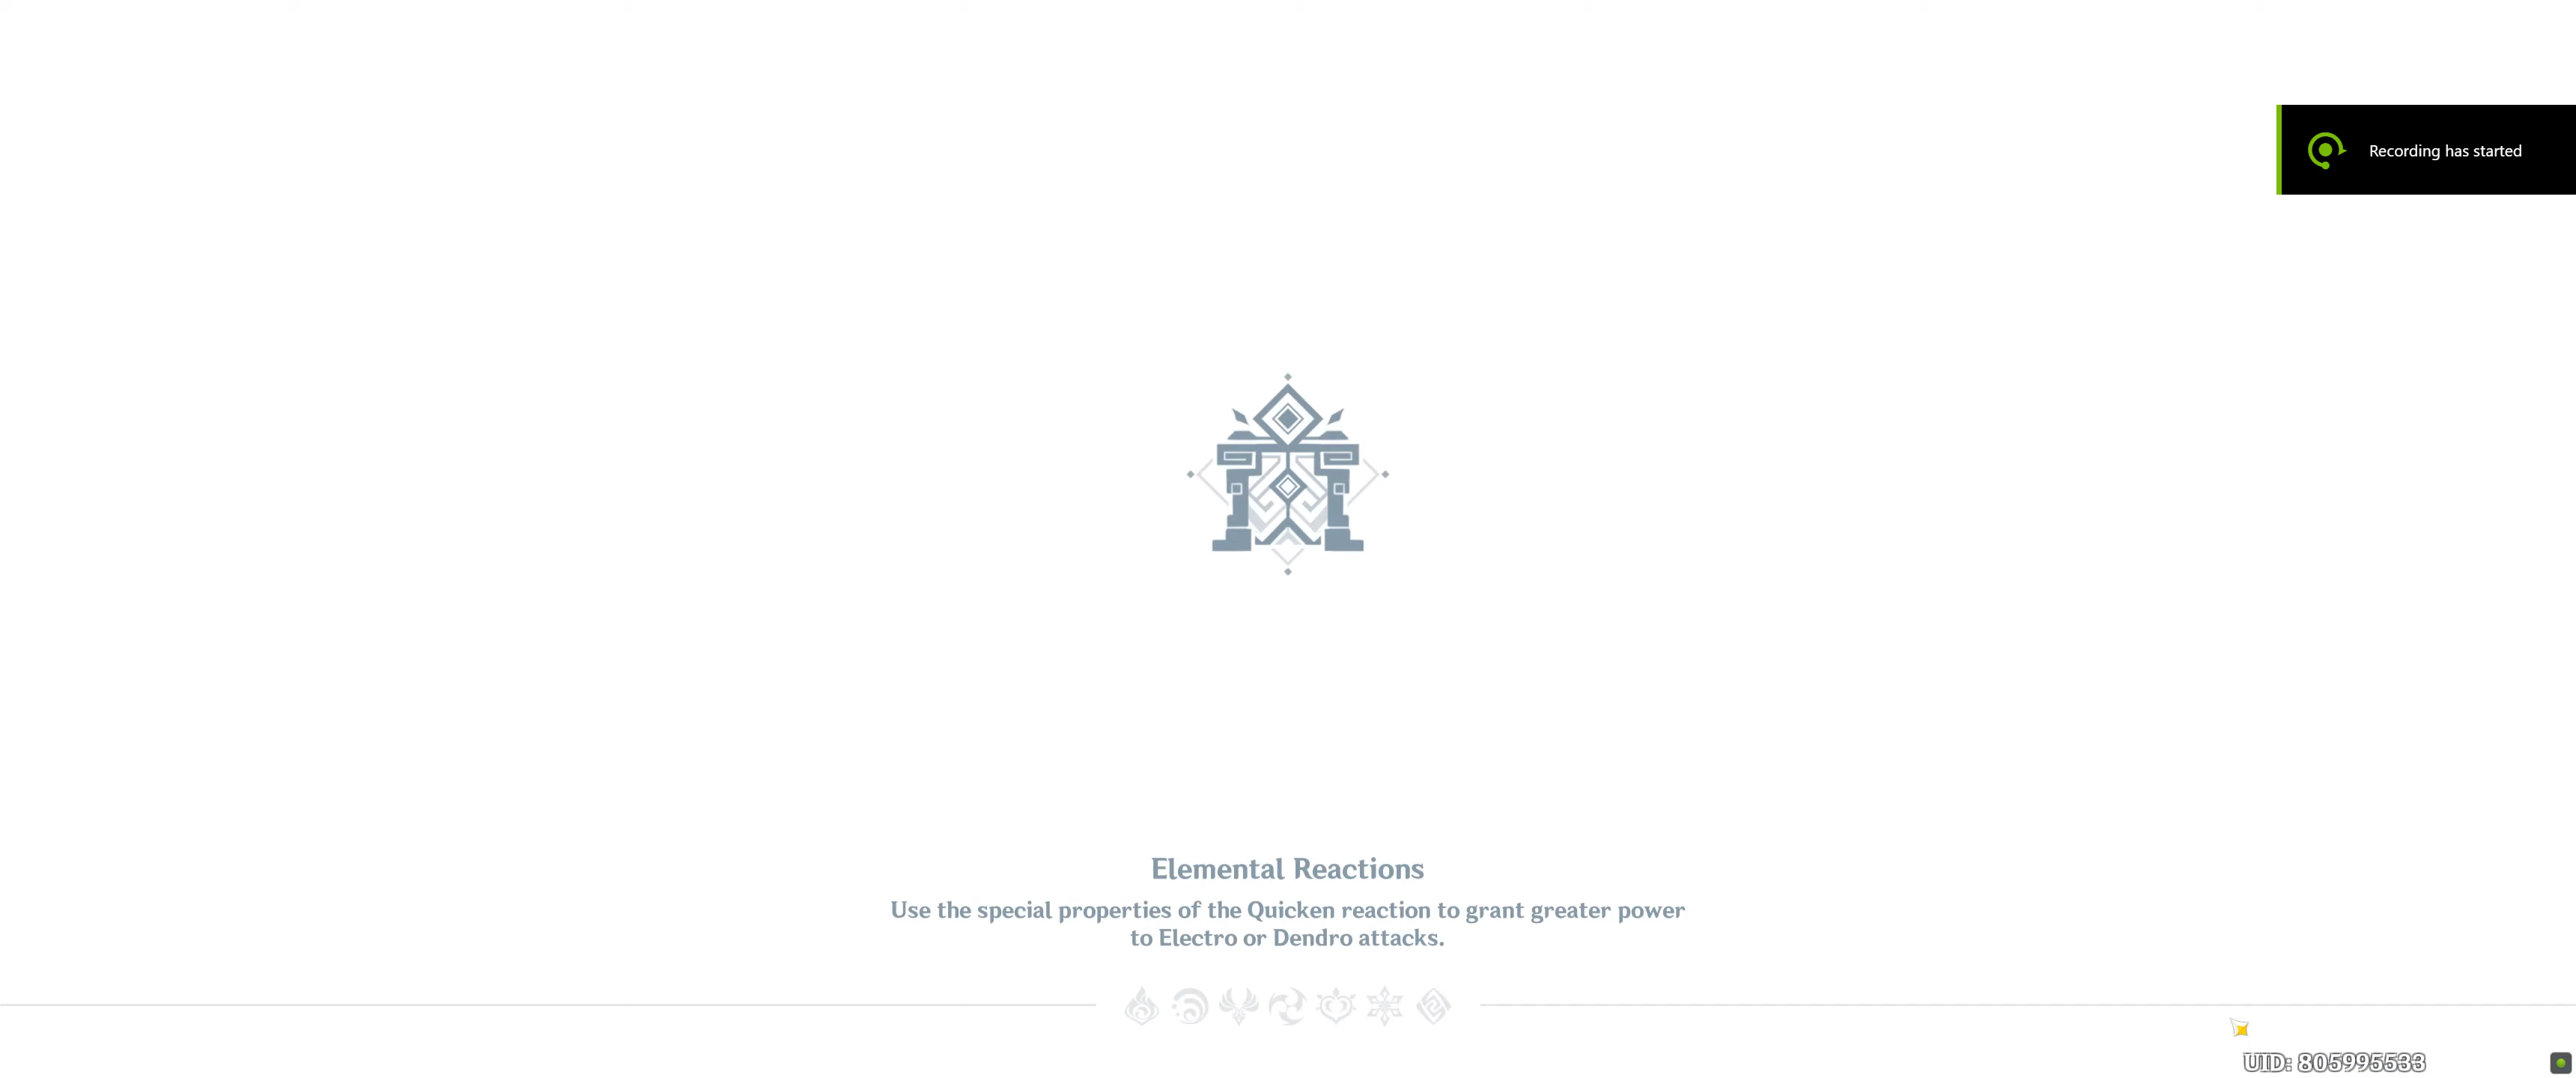 Recording has started
Elemental Reactions
Use the special properties of the Quicken reaction to grant greater power
to Electro or Dendro attacks.
UID: 805995533